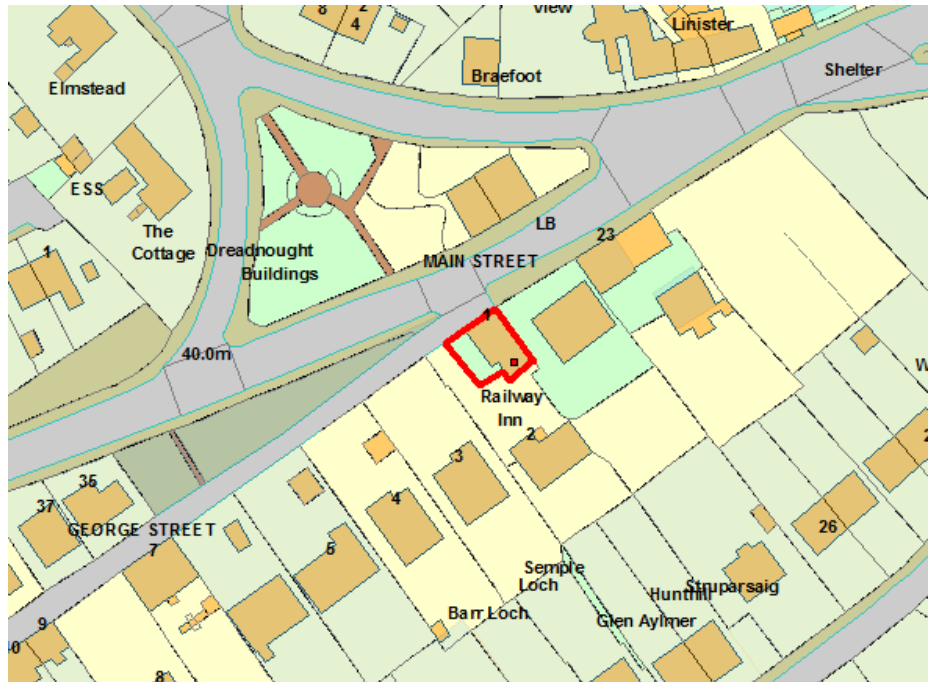 8
2
4
View
Linister
Elmstead
Braefoot
Shelter
ESS
The
Cottage
LB
23
1
Dreadnought
Buildings
MAIN STREET
1
40.0m
Railway
Inn
2
3
4
35
37
GEORGE STREET
7
5
26
Semple
Loch
Hunthill
Struparsaig
Barr Loch
Glen Aylmer
9
8